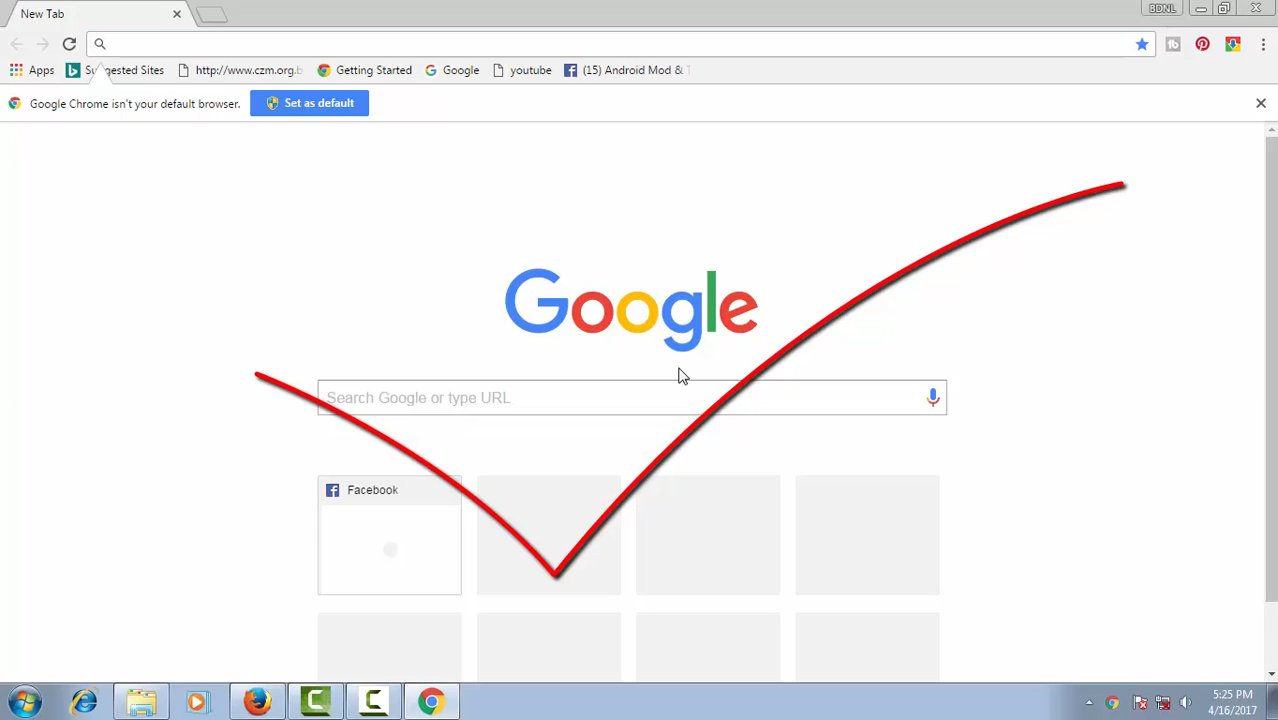 New Tab
BDNL
Apps Suggested Sites http://www.czm.org.b Getting Started Google youtube (15) Android Mod &
Google Chrome isn't your default browser. Set as default
Google
Search Google or type URL
Facebook
5:25 PM
4/16/2017